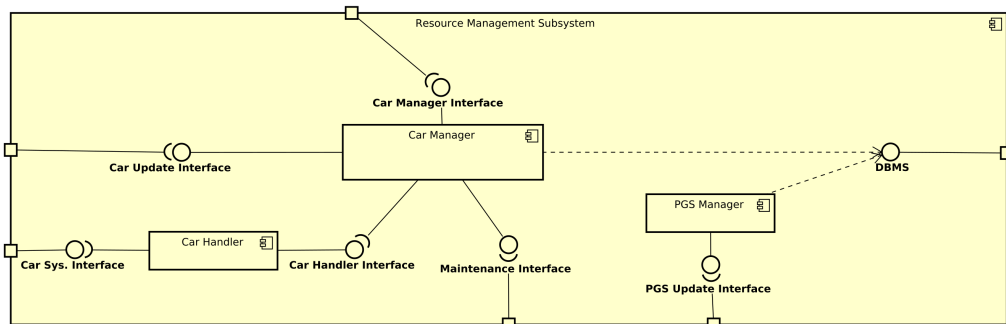 Resource Management Subsystem
Car Manager Interface
Car Manager
Car Update Interface
DBMS
PGS Manager
Car Handler
Car Sys. Interface
Car Handler Interface
Maintenance Interface
PGS Update Interface